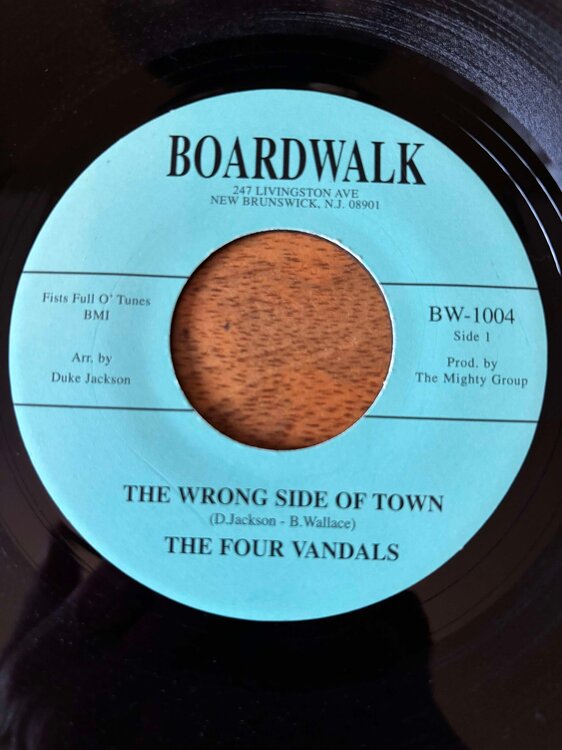 BOARDWALK
247 LIVINGSTON AVE
NEW BRUNSWICK, N.J. 08901
Fists Full O' Tunes
BMI
Arr. by
Duke Jackson
BW-1004
Side 1
Prod. by
The Mighty Group
THE WRONG SIDE OF TOWN
(D.Jackson - B.Wallace)
THE FOUR VANDALS